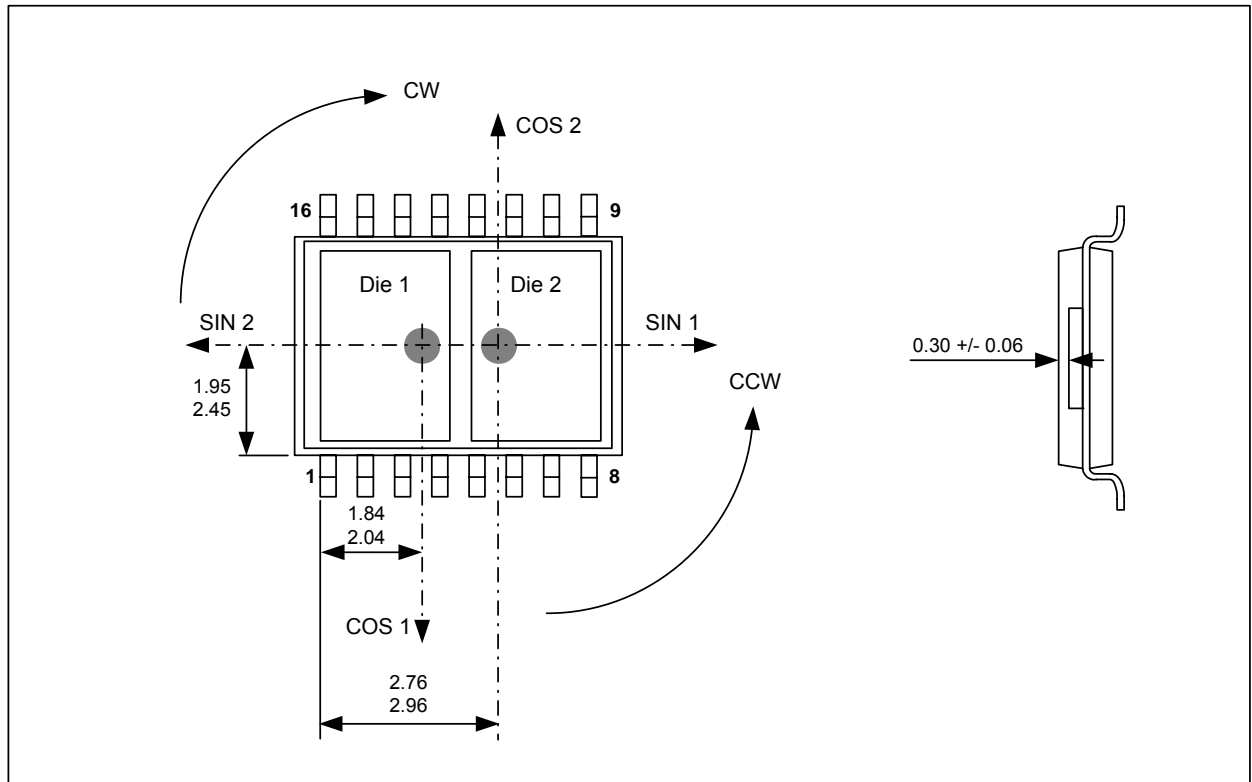 CW
COS 2
16
9
Die 1
Die 2
SIN 2
SIN 1
0.30 +/- 0.06
1.95
2.45
CCW
1
8
1.84
2.04
COS 1
2.76
2.96